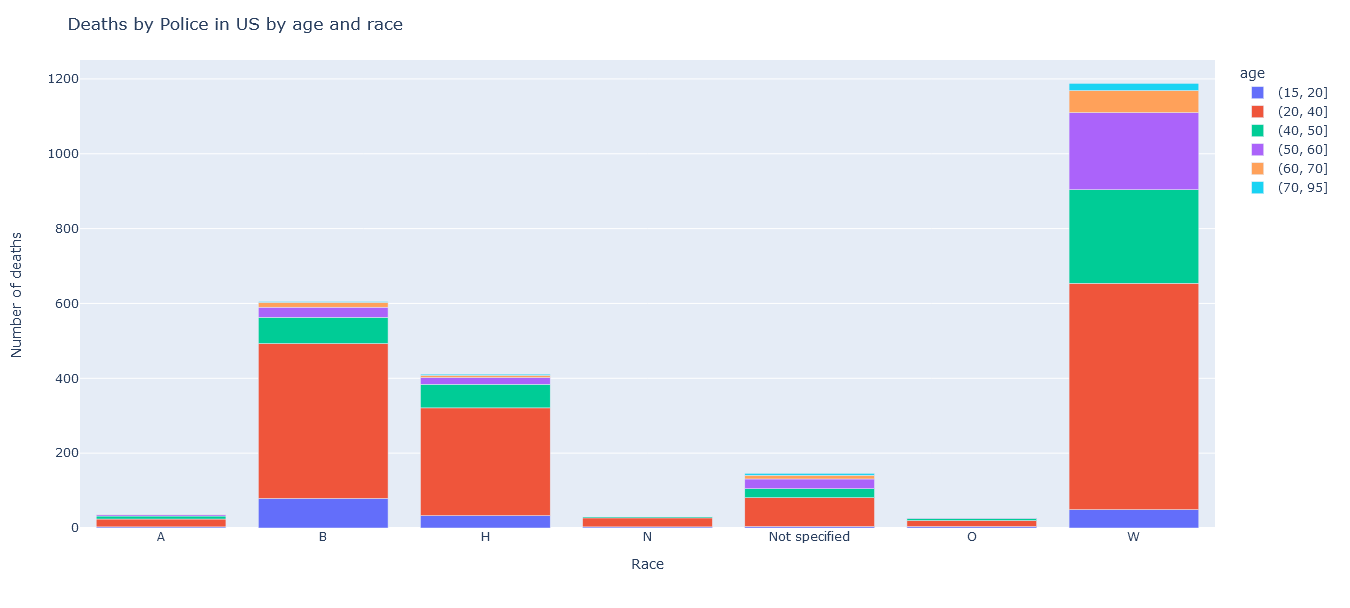 Deaths by Police in US by age and race
age
(15, 20]
(20, 40]
(40, 50]
(50, 60]
(60, 70]
(70, 95]
Number of deaths
1200
1000
800
600
400
200
0
A B H N Not specified O W
Race